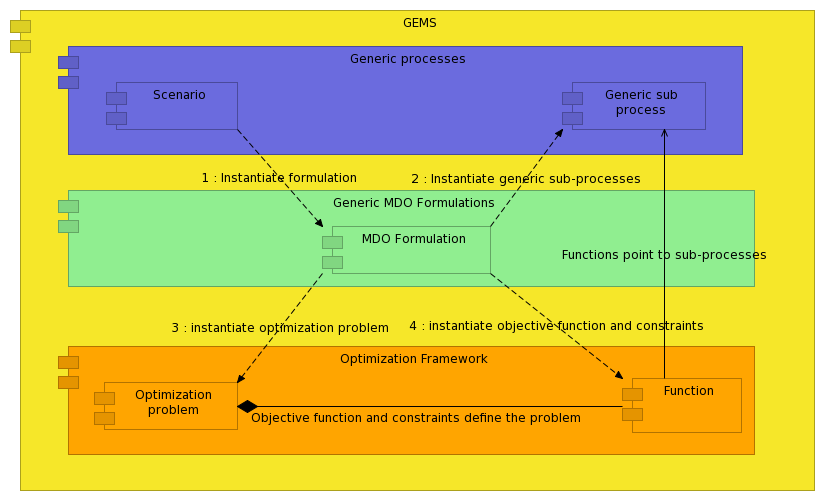 GEMS
Generic processes
Scenario
Generic sub
process
1 : Instantiate formulation
2 : Instantiate generic sub-processes
Generic MDO Formulations
MDO Formulation
Functions point to sub-processes
3 : instantiate optimization problem
4 : instantiate objective function and constraints
Optimization Framework
Optimization
problem
Function
Objective function and constraints define the problem